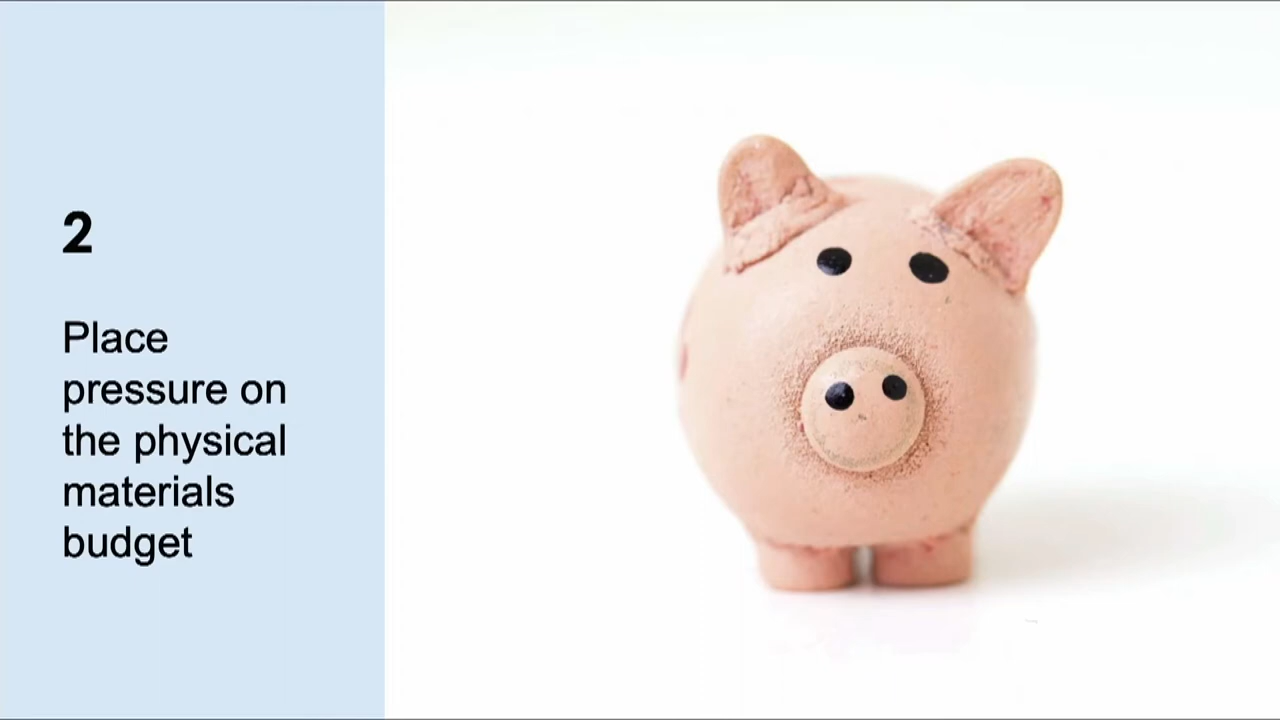 2
Place
pressure on
the physical
materials
budget